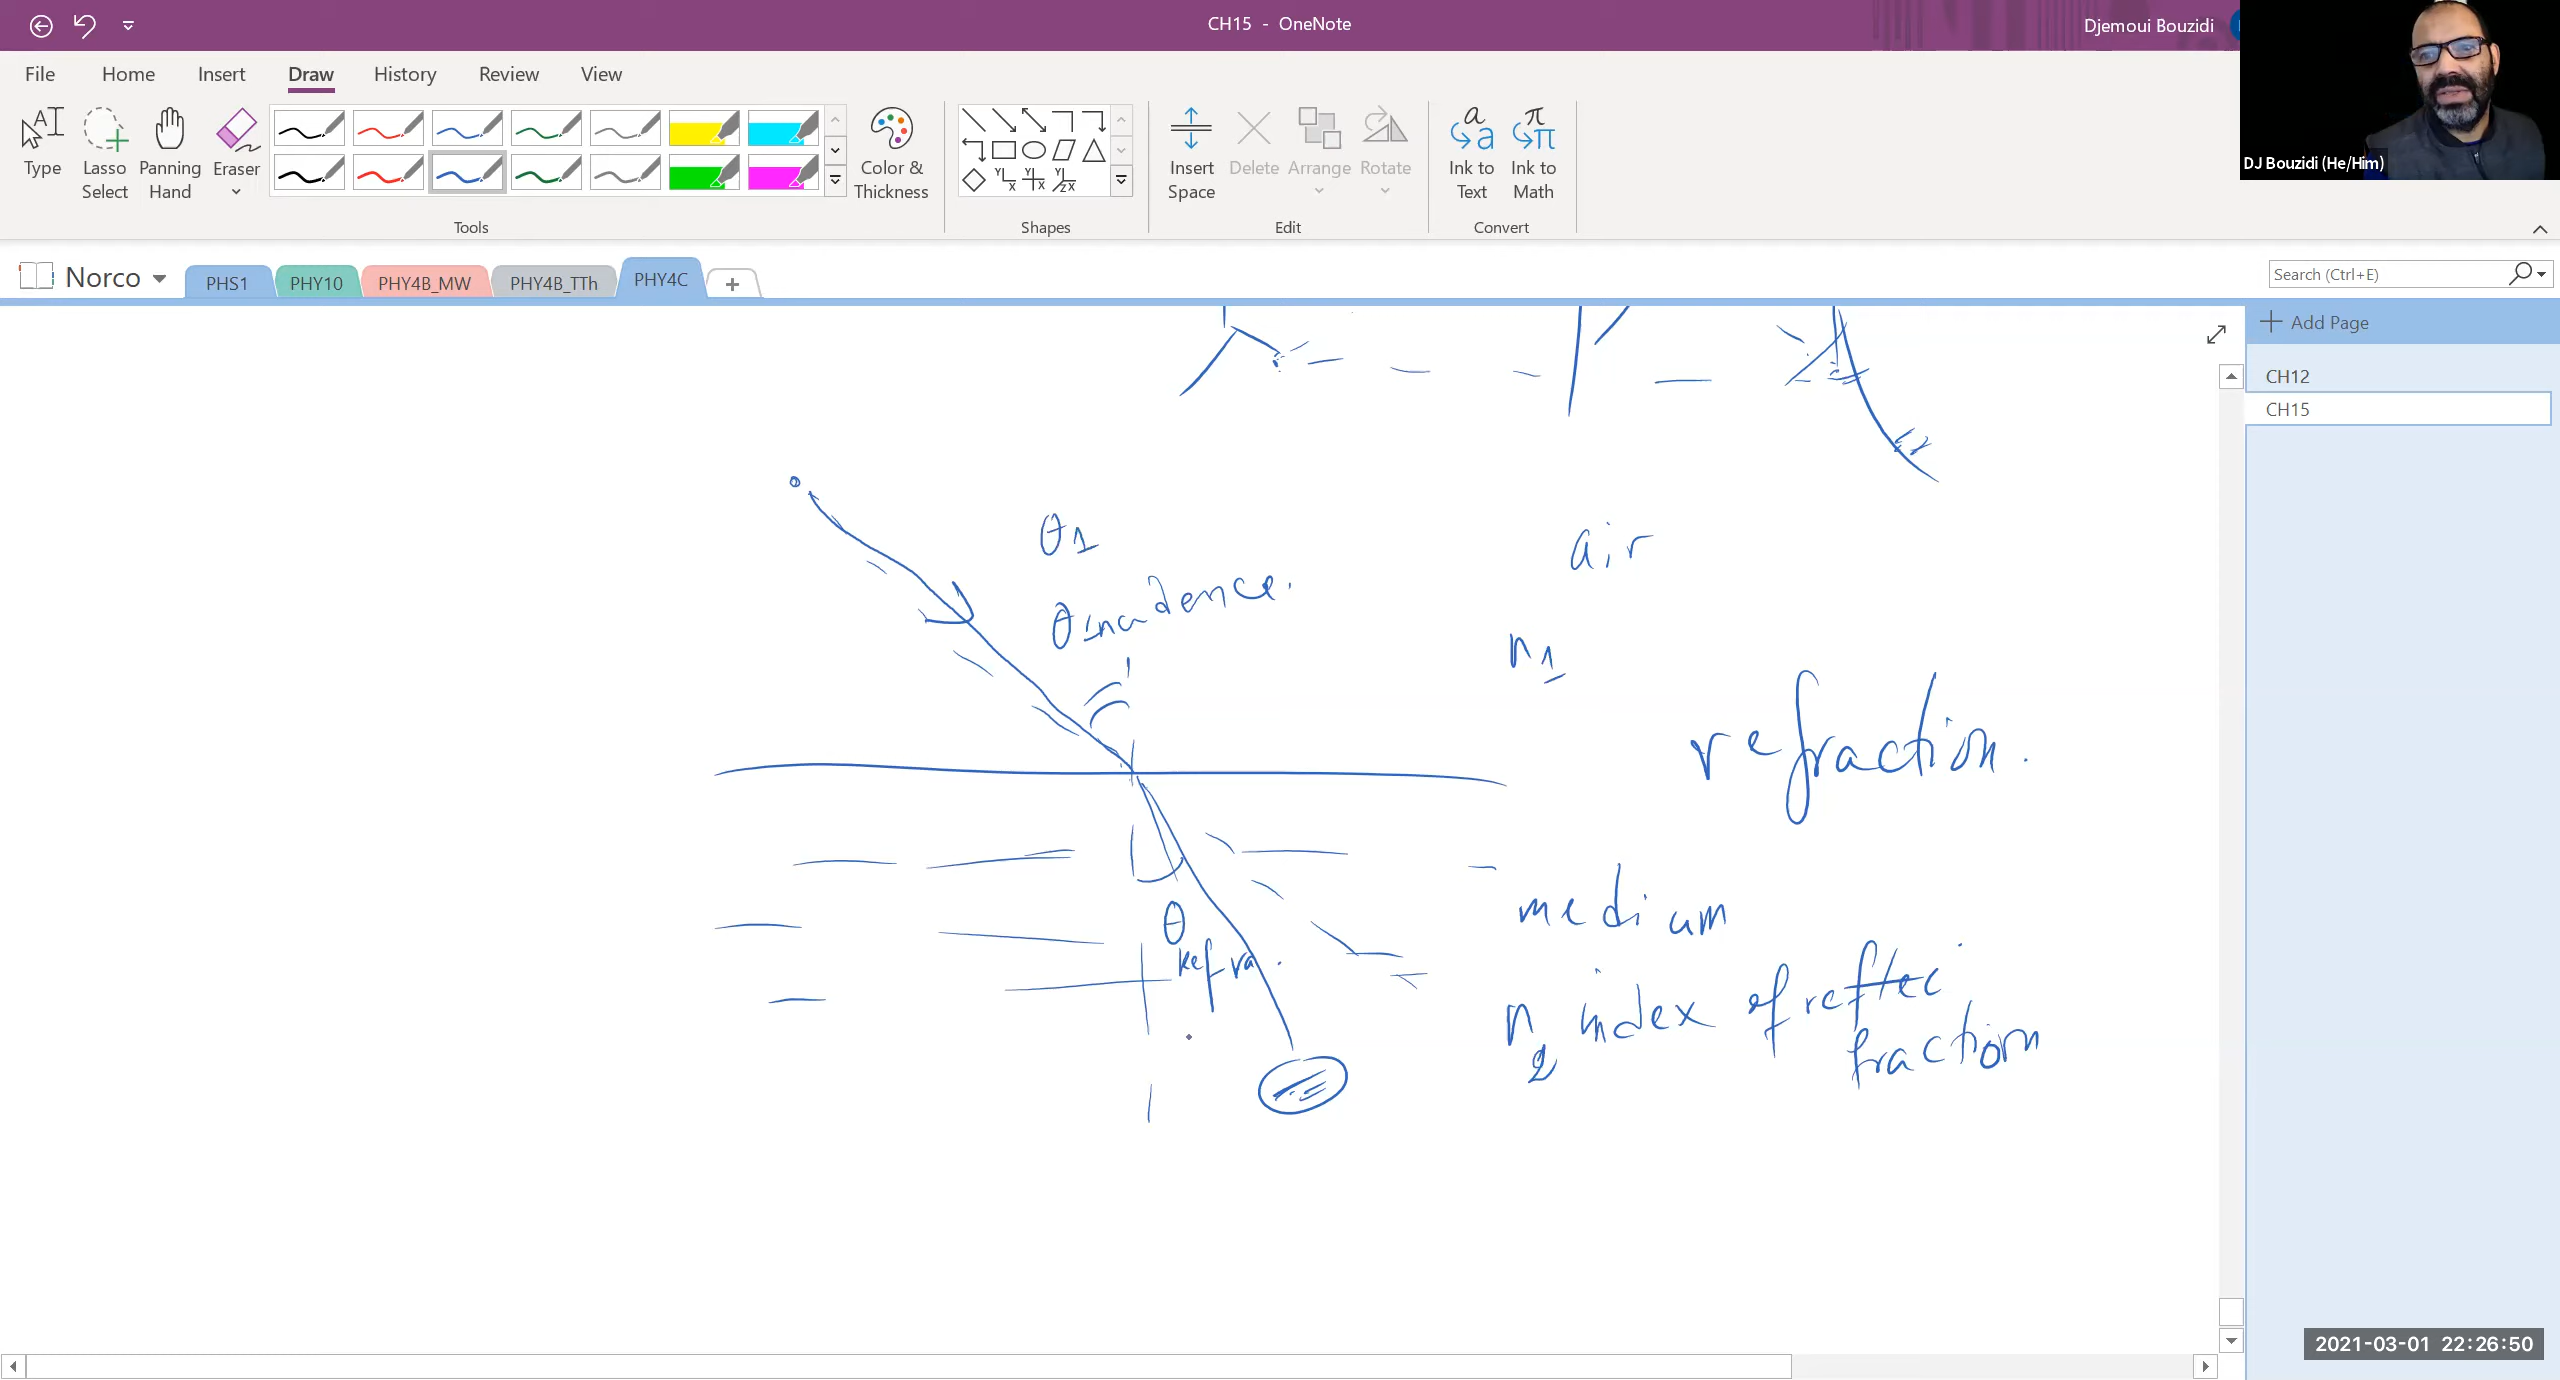 CH15 - OneNote
Djemoui Bouzidi
File Home Insert Draw History Review View
Type
Lasso Select
Panning Hand
Eraser
Color & Thickness
Insert Space
Delete
Arrange
Rotate
Ink to Text
Ink to Math
Tools
Shapes
Edit
Convert
DJ Bouzidi (He/Him)
Norco
PHS1 PHY10 PHY4B_MW PHY4B_TTh PHY4C
Search (Ctrl+E)
Add Page
CH12
CH15
θ1
air
θ incidence.
n1
refraction.
medium
θ
Refra.
n2 index of
fraction
2021-03-01 22:26:50